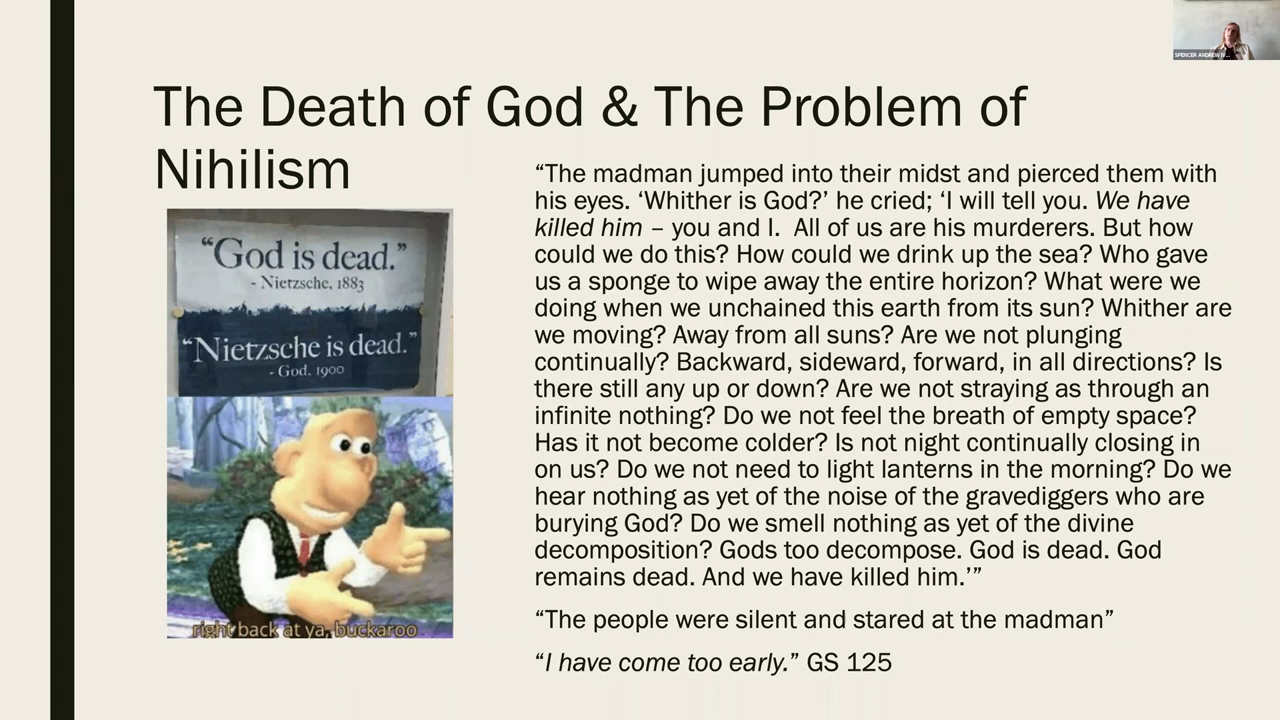 The Death of God & The Problem of
Nihilism
“God is dead.”
- Nietzsche, 1883
“Nietzsche is dead.”
- God, 1900
right back at ya, buckaroo
“The madman jumped into their midst and pierced them with
his eyes. ‘Whither is God?’ he cried; ‘I will tell you. We have
killed him – you and I.  All of us are his murderers. But how
could we do this? How could we drink up the sea? Who gave
us a sponge to wipe away the entire horizon? What were we
doing when we unchained this earth from its sun? Whither are
we moving? Away from all suns? Are we not plunging
continually? Backward, sideward, forward, in all directions? Is
there still any up or down? Are we not straying as through an
infinite nothing? Do we not feel the breath of empty space?
Has it not become colder? Is not night continually closing in
on us? Do we not need to light lanterns in the morning? Do we
hear nothing as yet of the noise of the gravediggers who are
burying God? Do we smell nothing as yet of the divine
decomposition? Gods too decompose. God is dead. God
remains dead. And we have killed him.’”
“The people were silent and stared at the madman”
“I have come too early.” GS 125
SPENCER ANDREW